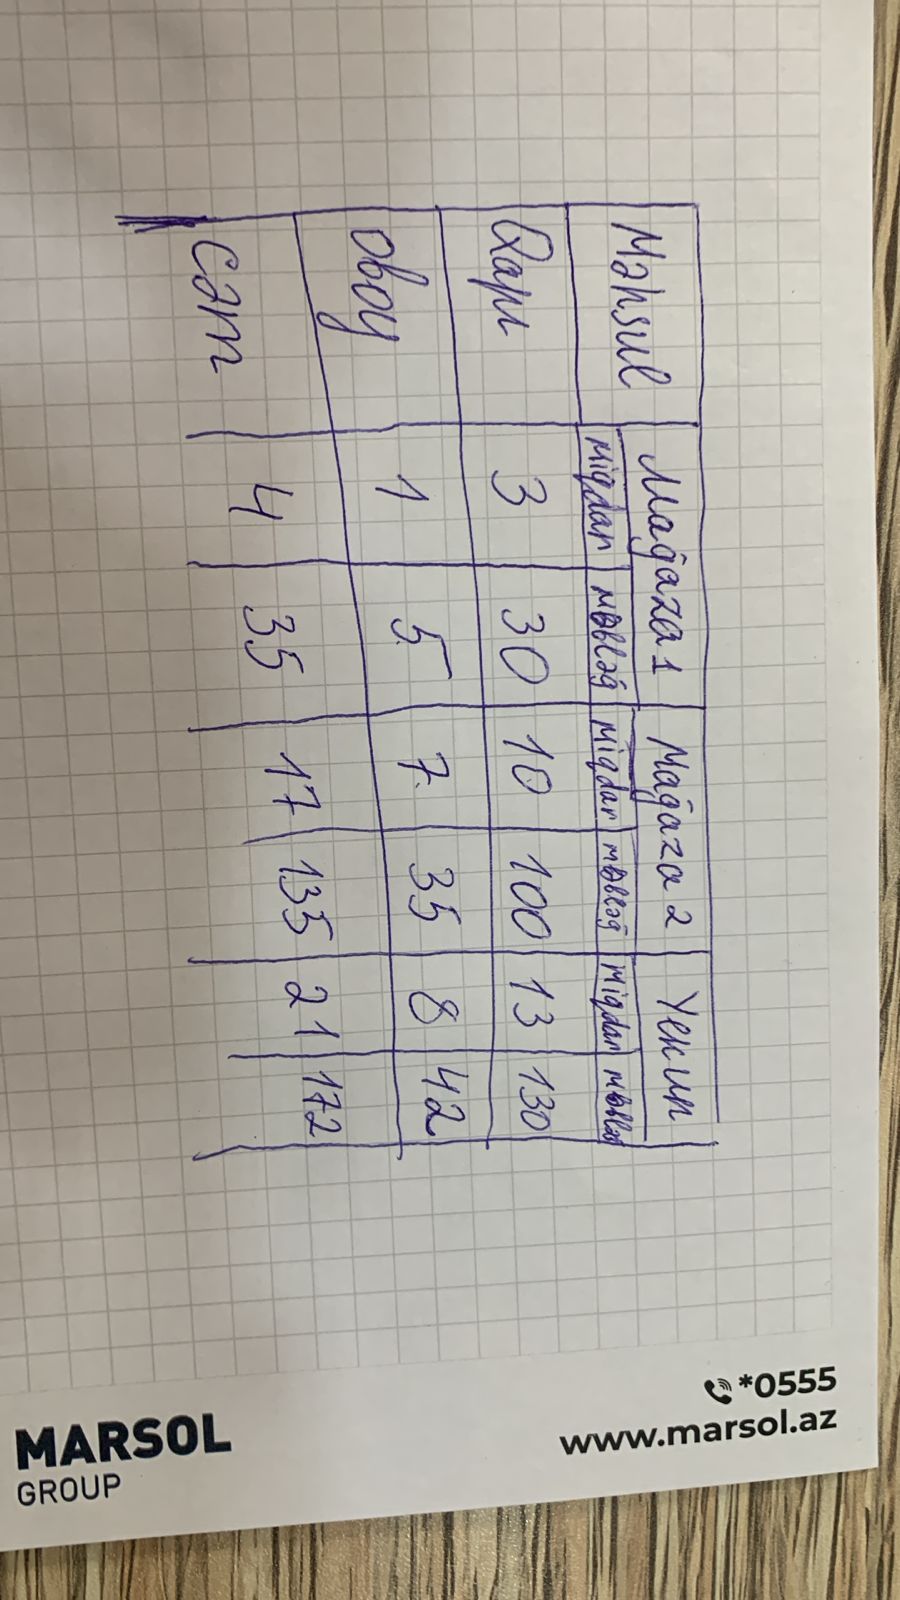 Məhsul Mağaza 1 Mağaza 2 Yekun
miqdar məbləğ miqdar məbləğ miqdar məbləğ
Qapı 3 30 10 100 13 130
Oboy 1 5 7 35 8 42
Cəm 4 35 17 135 21 172
*0555
www.marsol.az
MARSOL
GROUP